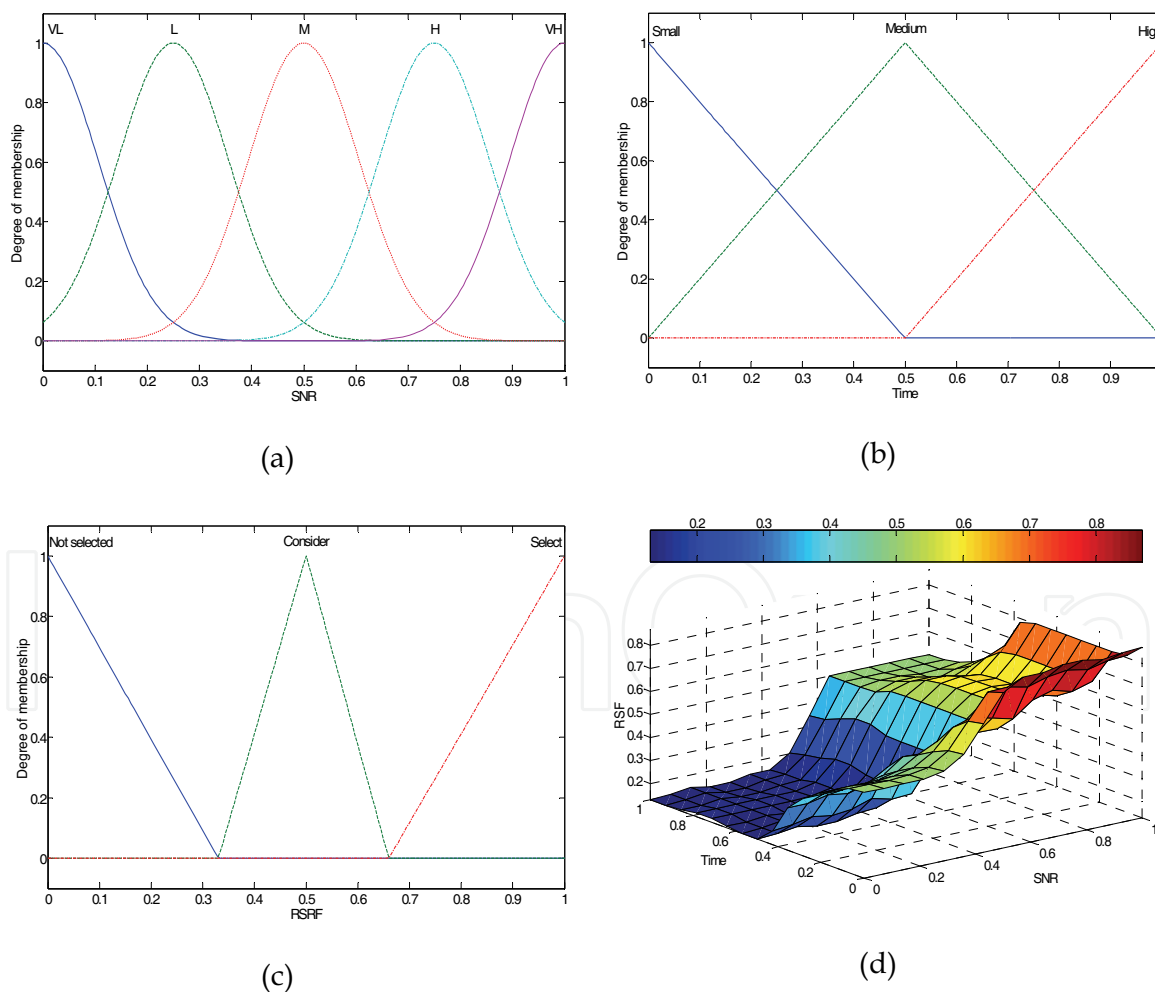 VL L M H VH
1
0.8
0.6
0.4
0.2
0
Degree of membership
0 0.1 0.2 0.3 0.4 0.5 0.6 0.7 0.8 0.9 1
SNR
(a)
Small Medium Hig
1
0.8
0.6
0.4
0.2
0
Degree of membership
0 0.1 0.2 0.3 0.4 0.5 0.6 0.7 0.8 0.9
Time
(b)
Not selected Consider Select
1
0.8
0.6
0.4
0.2
0
Degree of membership
0 0.1 0.2 0.3 0.4 0.5 0.6 0.7 0.8 0.9 1
RSRF
(c)
0.2 0.3 0.4 0.5 0.6 0.7 0.8
0.8
0.7
0.6
0.5
0.4
0.3
0.2
RSF
1 0.8 0.6 0.4 0.2 0
Time
0 0.2 0.4 0.6 0.8 1
SNR
(d)